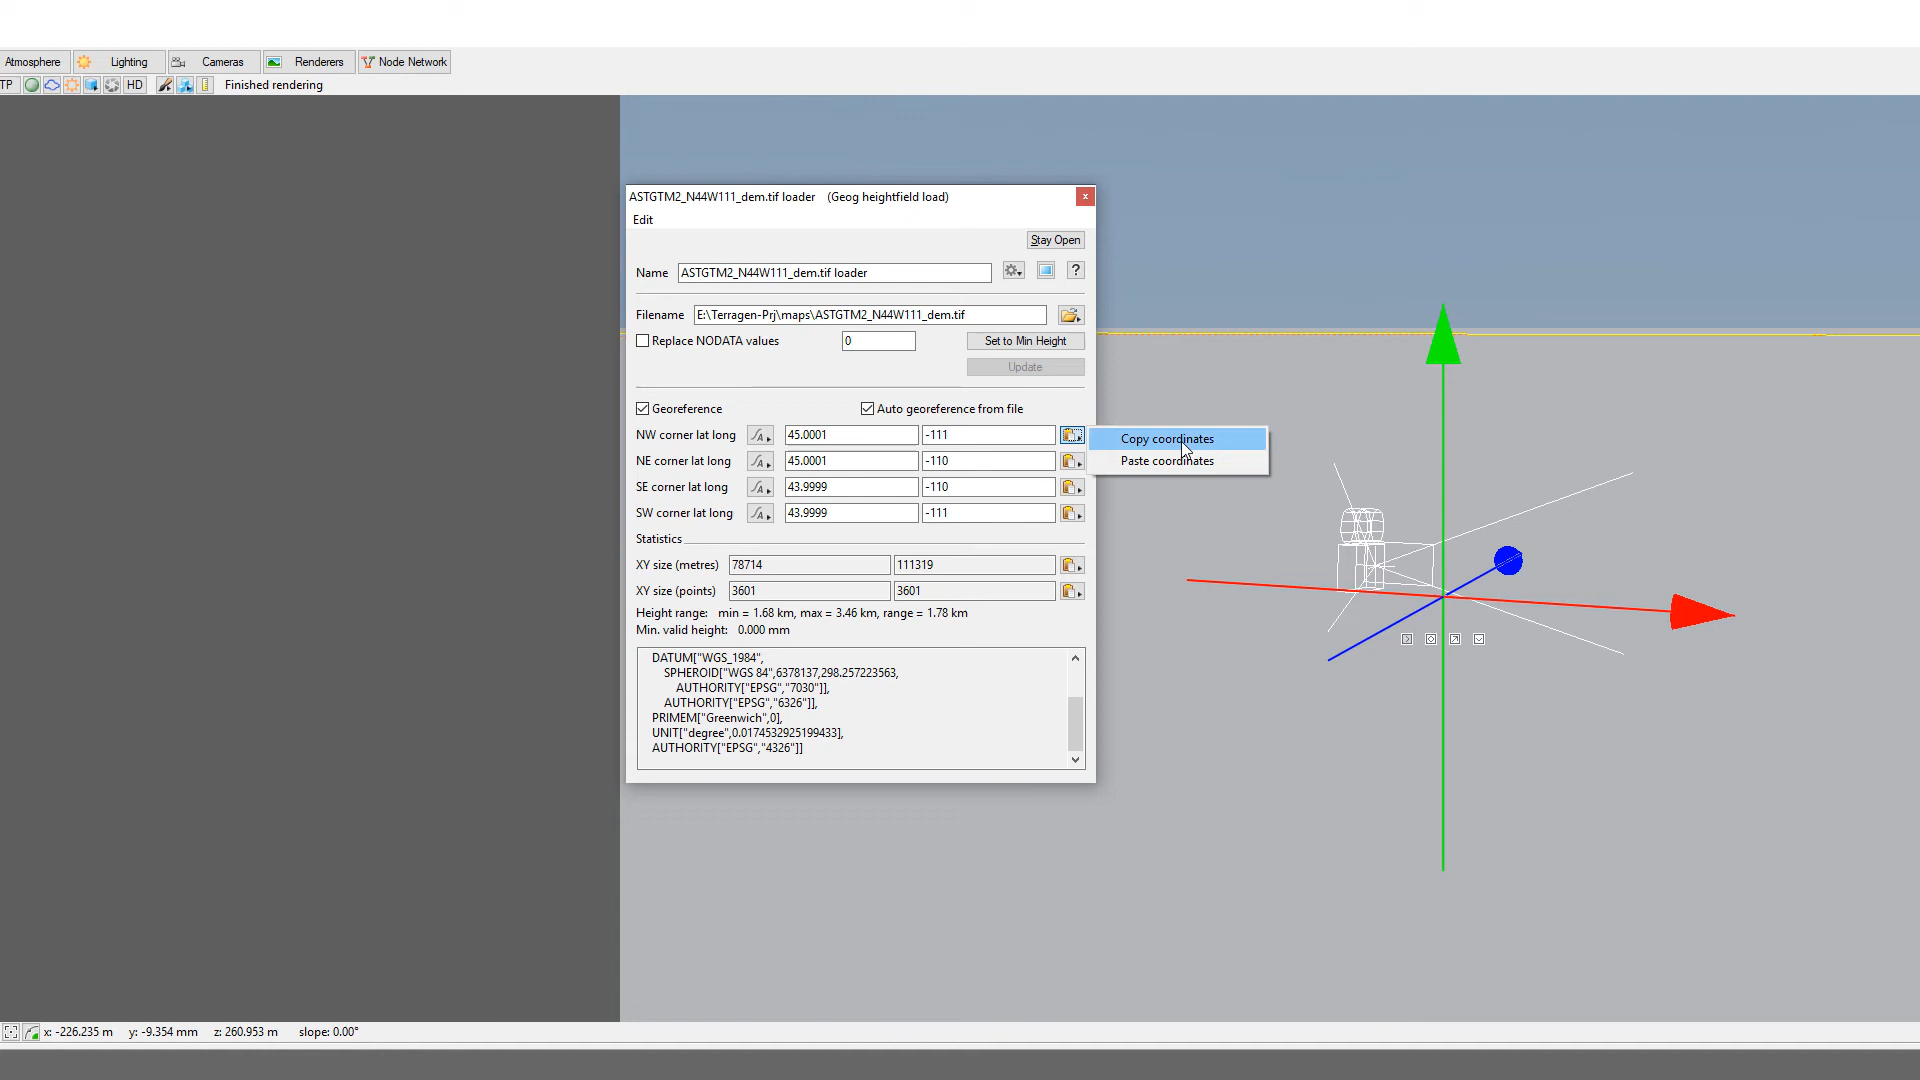 Atmosphere Lighting Cameras Renderers Node Network
TP HD Finished rendering
ASTGTM2_N44W111_dem.tif loader (Geog heightfield load)
Edit
Stay Open
Name ASTGTM2_N44W111_dem.tif loader ?
Filename E:\Terragen-Prj\maps\ASTGTM2_N44W111_dem.tif
Replace NODATA values 0 Set to Min Height
Update
Georeference Auto georeference from file
NW corner lat long 45.0001 -111 Copy coordinates
NE corner lat long 45.0001 -110 Paste coordinates
SE corner lat long 43.9999 -110
SW corner lat long 43.9999 -111
Statistics
XY size (metres) 78714 111319
XY size (points) 3601 3601
Height range: min = 1.68 km, max = 3.46 km, range = 1.78 km
Min. valid height: 0.000 mm
DATUM["WGS_1984",
SPHEROID["WGS 84",6378137,298.257223563,
AUTHORITY["EPSG","7030"]],
AUTHORITY["EPSG","6326"]],
PRIMEM["Greenwich",0],
UNIT["degree",0.0174532925199433],
AUTHORITY["EPSG","4326"]]
x: -226.235 m y: -9.354 mm z: 260.953 m slope: 0.00°